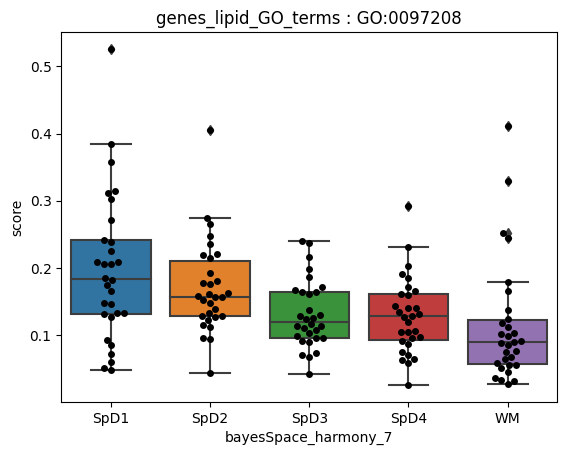 genes_lipid_GO_terms : GO:0097208
score
0.5
0.4
0.3
0.2
0.1
SpD1 SpD2 SpD3 SpD4 WM
bayesSpace_harmony_7